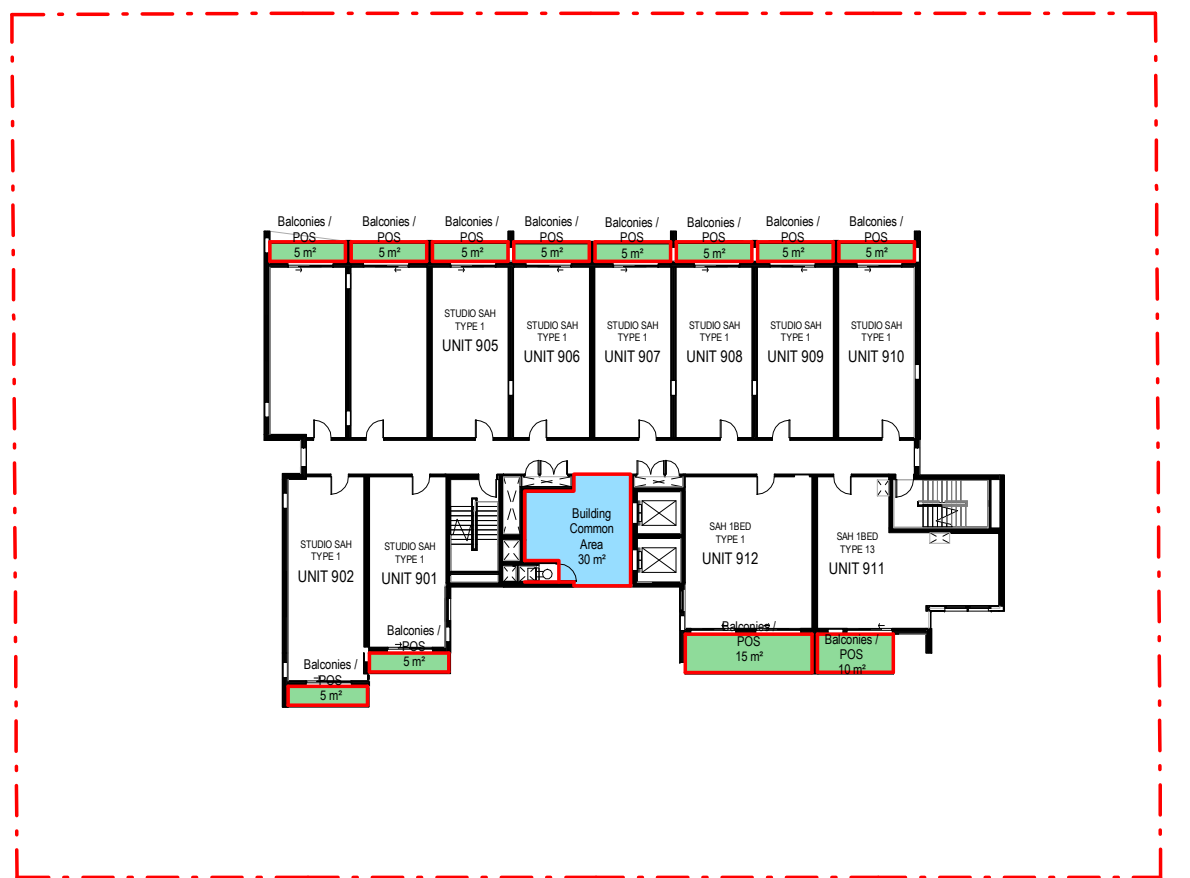 Balconies /
POS
5 m²
Balconies /
POS
5 m²
Balconies /
POS
5 m²
Balconies /
POS
5 m²
Balconies /
POS
5 m²
Balconies /
POS
5 m²
Balconies /
POS
5 m²
Balconies /
POS
5 m²
STUDIO SAH
TYPE 1
UNIT 905
STUDIO SAH
TYPE 1
UNIT 906
STUDIO SAH
TYPE 1
UNIT 907
STUDIO SAH
TYPE 1
UNIT 908
STUDIO SAH
TYPE 1
UNIT 909
STUDIO SAH
TYPE 1
UNIT 910
STUDIO SAH
TYPE 1
UNIT 902
STUDIO SAH
TYPE 1
UNIT 901
Building
Common
Area
30 m²
SAH 1BED
TYPE 1
UNIT 912
SAH 1BED
TYPE 13
UNIT 911
Balconies /
POS
5 m²
Balconies /
POS
5 m²
Balconies /
POS
15 m²
Balconies /
POS
10 m²